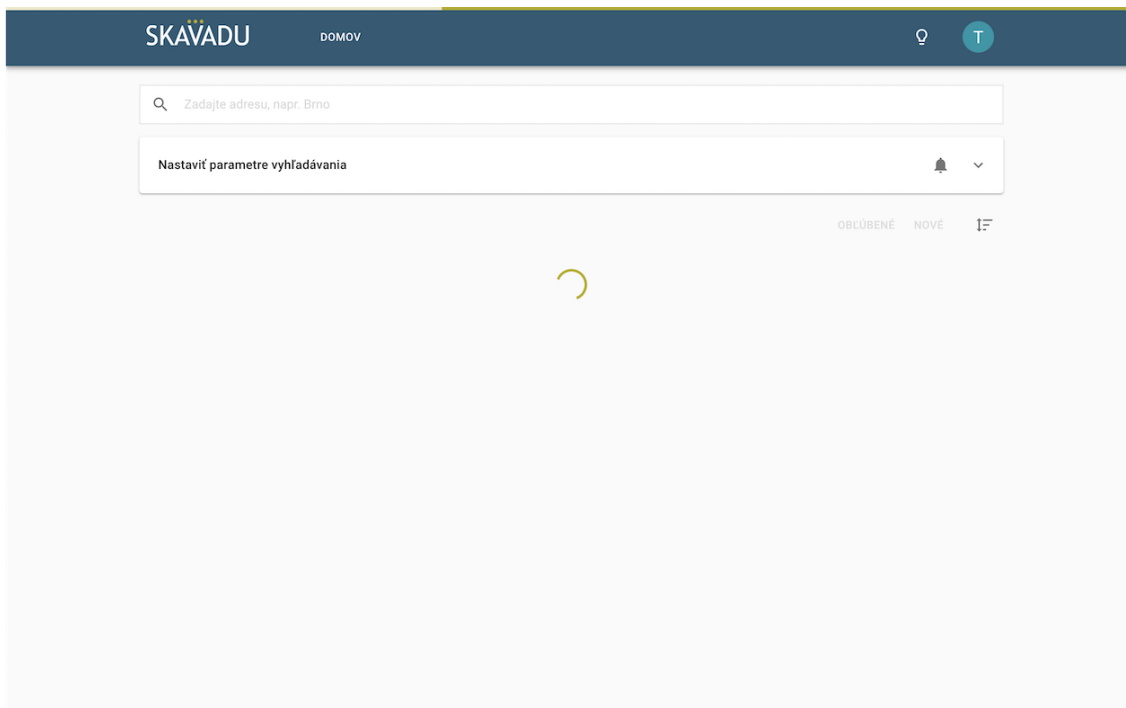 SKAVADU
DOMOV
T
Zadajte adresu, napr. Brno
Nastaviť parametre vyhľadávania
OBĽÚBENÉ NOVÉ